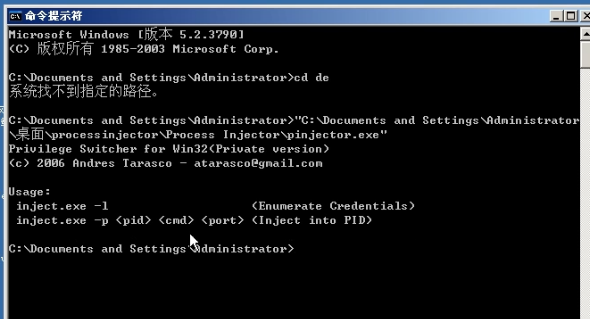 命令提示符
Microsoft Windows [版本 5.2.3790]
(C) 版权所有 1985-2003 Microsoft Corp.
C:\Documents and Settings\Administrator>cd de
系统找不到指定的路径。
C:\Documents and Settings\Administrator>"C:\Documents and Settings\Administrator
\桌面\processinjector\Process Injector\pinjector.exe"
Privilege Switcher for Win32(Private version)
(c) 2006 Andres Tarasco - atarasco@gmail.com
Usage:
inject.exe -l (Enumerate Credentials)
inject.exe -p <pid> <cmd> <port> (Inject into PID)
C:\Documents and Settings\Administrator>